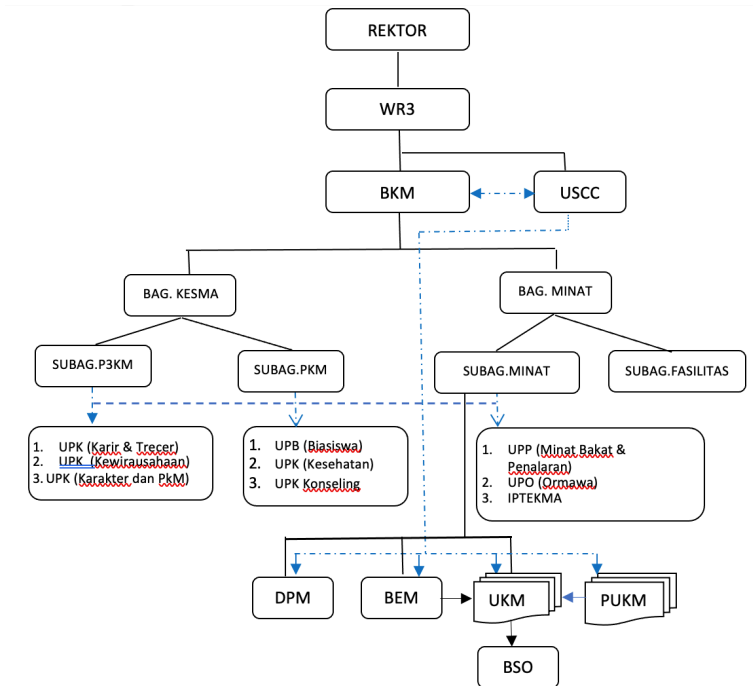 REKTOR
WR3
BKM
USCC
BAG. KESMA
BAG. MINAT
SUBAG.P3KM
SUBAG.PKM
SUBAG.MINAT
SUBAG.FASILITAS
1. UPK (Karir & Trecer)
2. UPK (Kewirausahaan)
3. UPK (Karakter dan PkM)
1. UPB (Biasiswa)
2. UPK (Kesehatan)
3. UPK Konseling
1. UPP (Minat Bakat &
Penalaran)
2. UPO (Ormawa)
3. IPTEKMA
DPM
BEM
UKM
PUKM
BSO